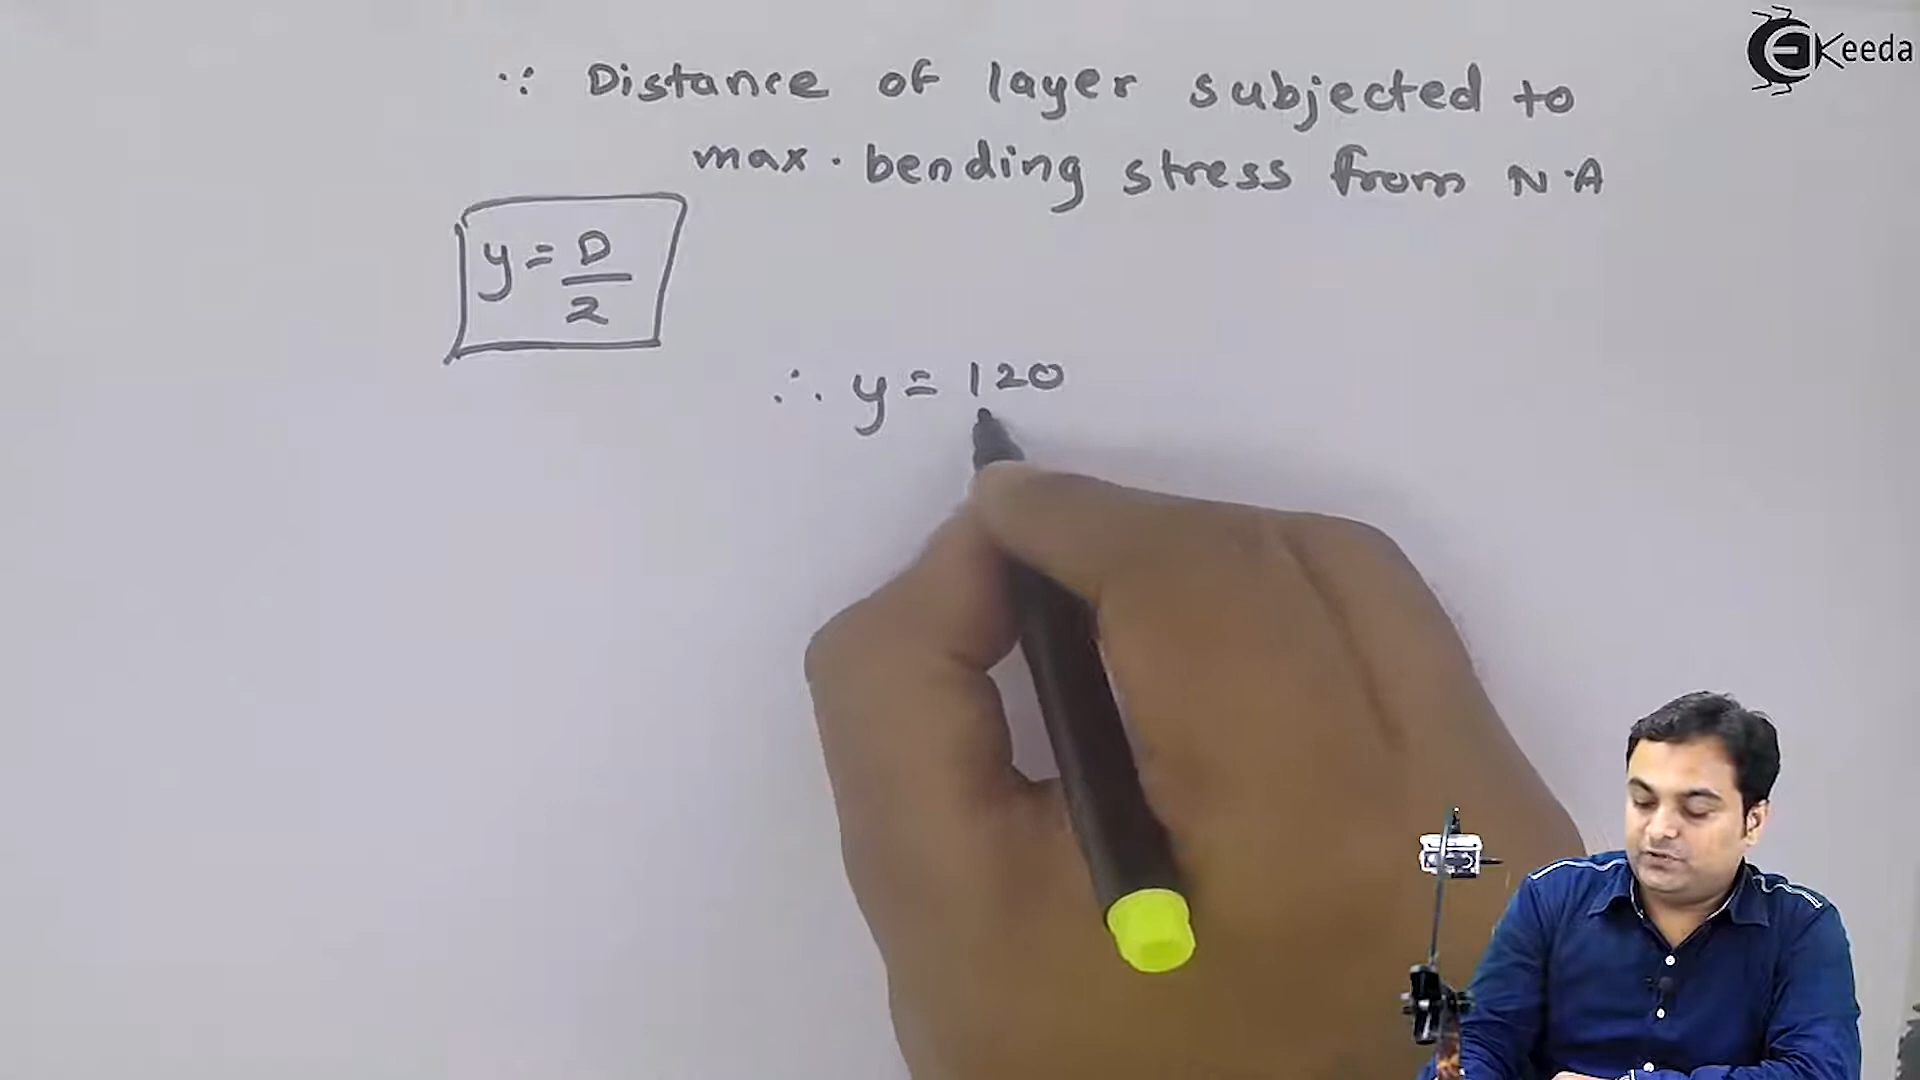 Keeda
∵ Distance of layer subjected to
max. bending stress from N.A
y = D/2
∴ y = 120